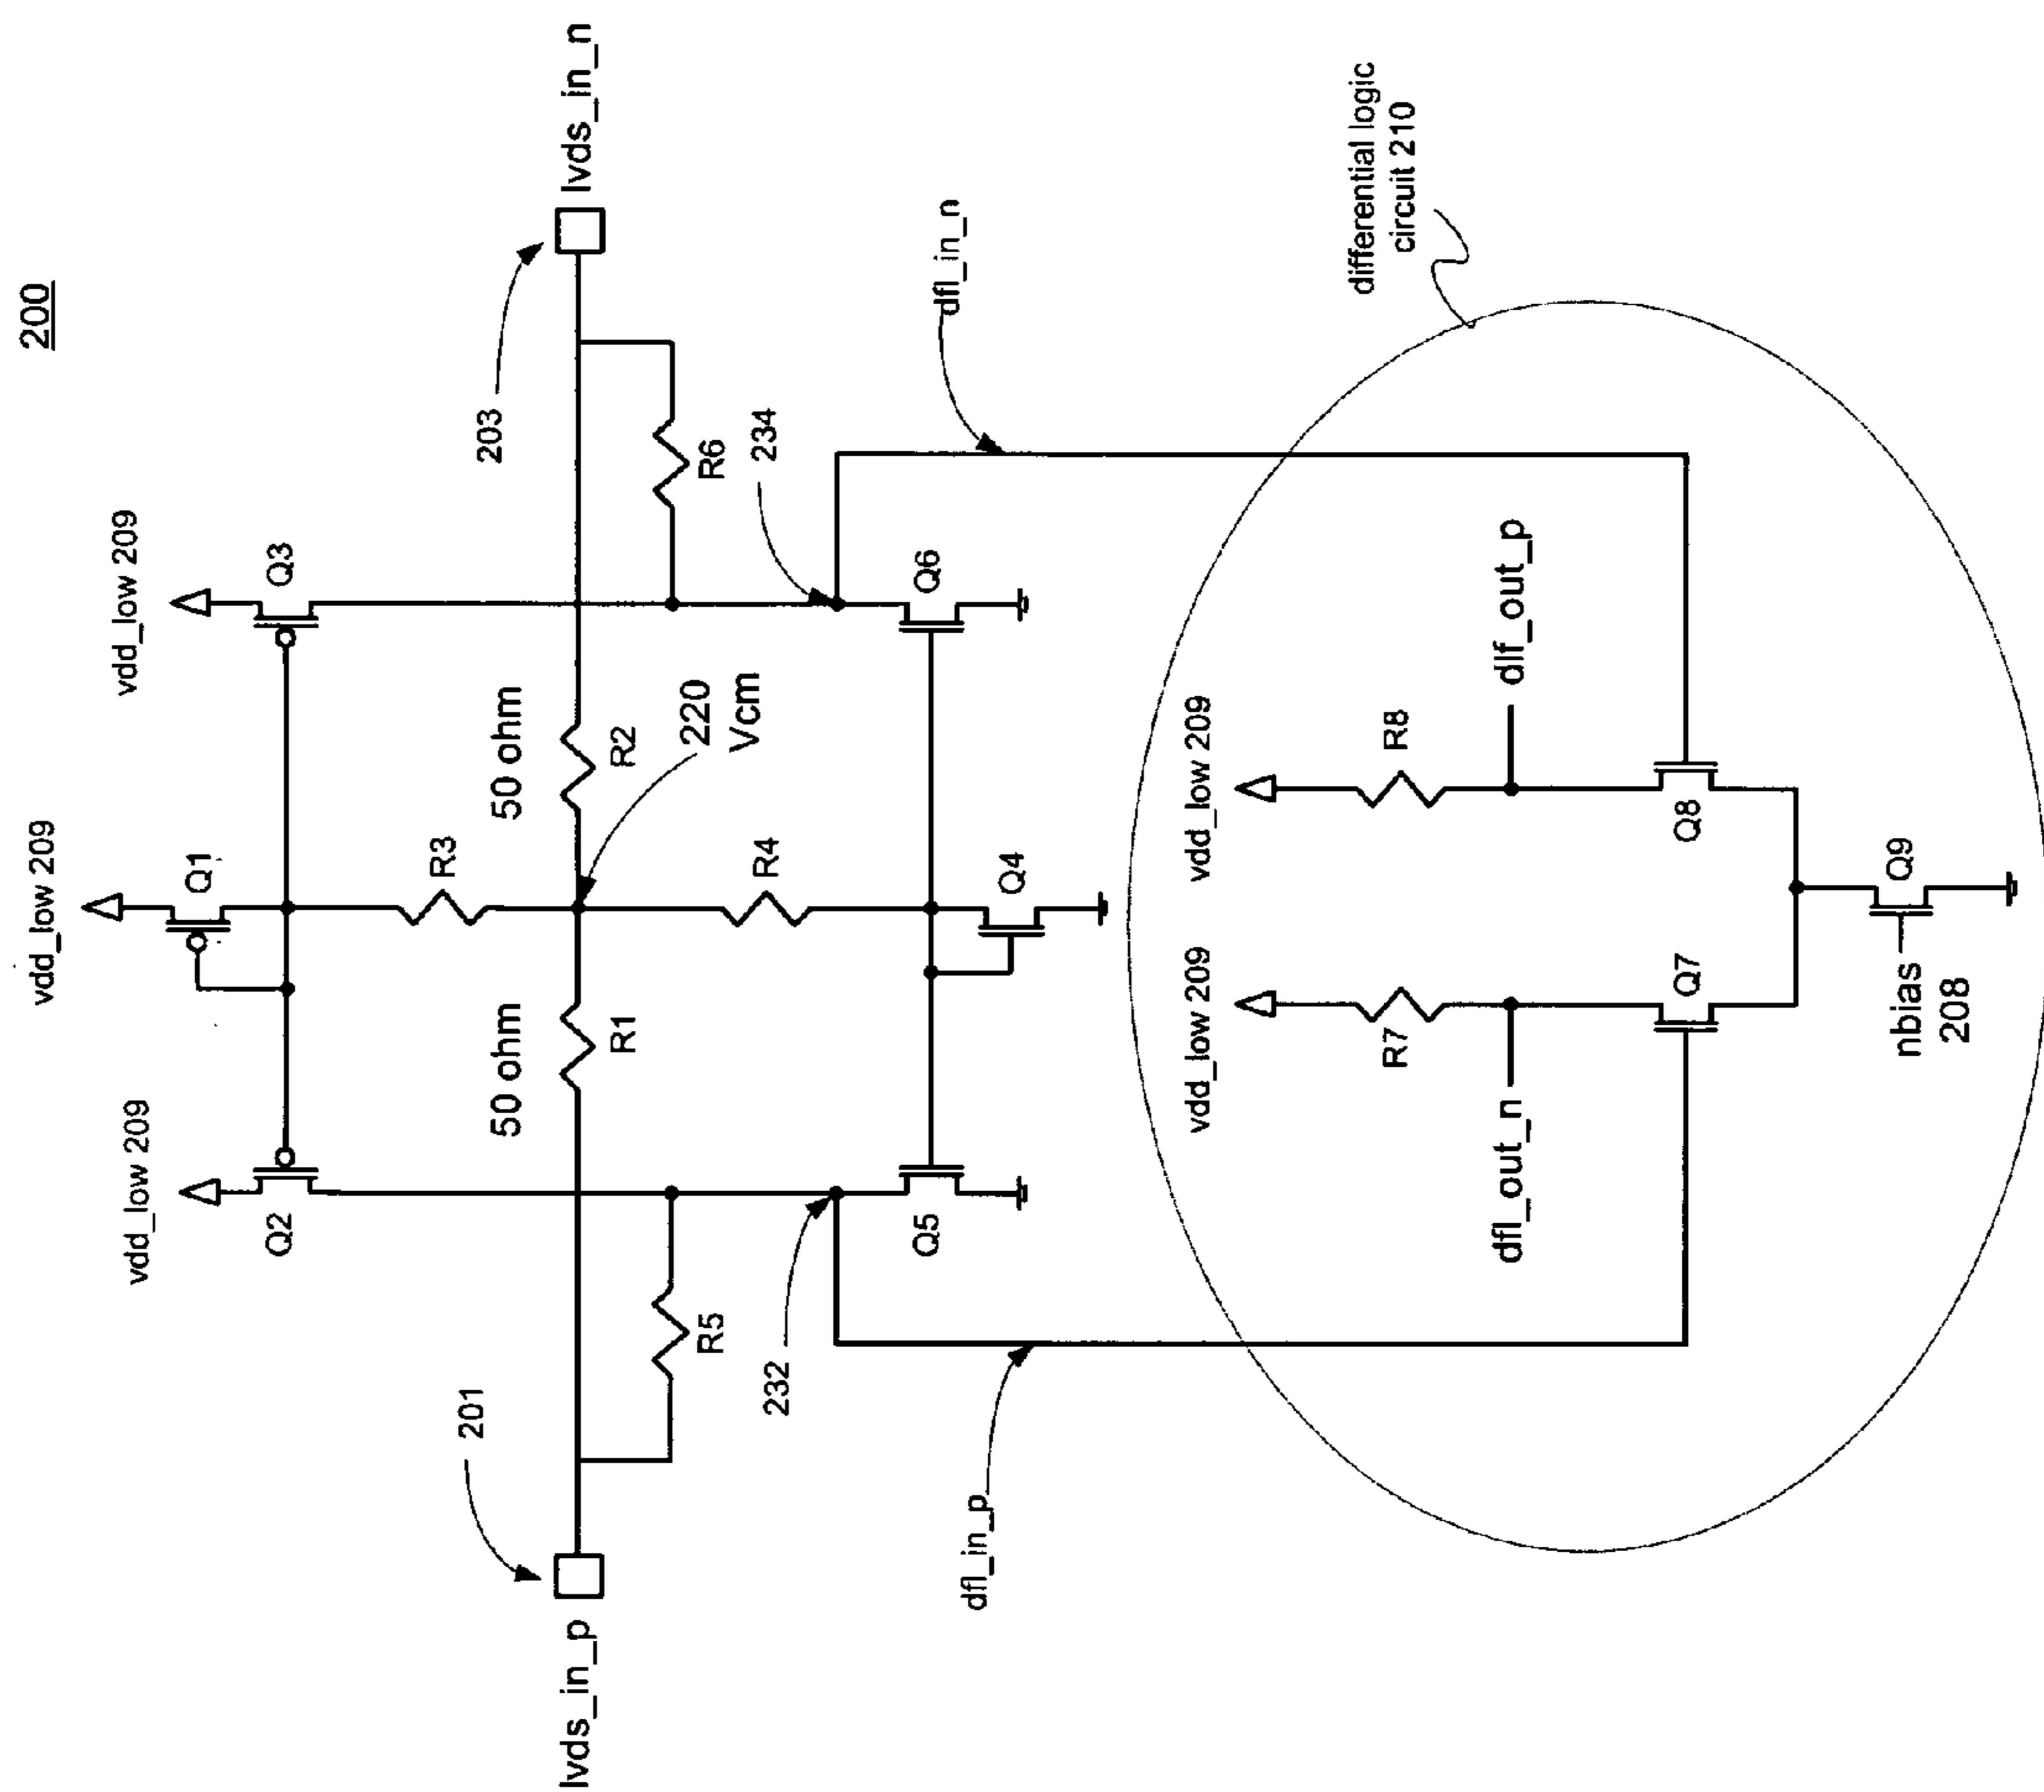 200
vdd_low 209
vdd_low 209
vdd_low 209
Q1
Q2
Q3
R3
201
203
50 ohm
50 ohm
lvds_in_p
lvds_in_n
R1
R2
2220
Vcm
R5
R6
R4
232
234
Q5
Q6
Q4
dfl_in_p
dfl_in_n
vdd_low 209
vdd_low 209
differential logic
circuit 210
R7
R8
dfl_out_n
dlf_out_p
Q7
Q8
Q9
nbias
208